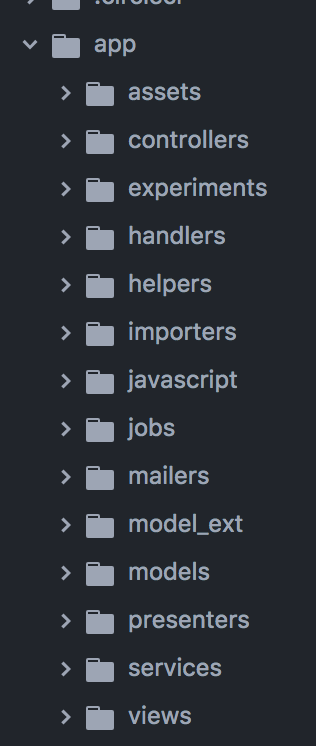 app
assets
controllers
experiments
handlers
helpers
importers
javascript
jobs
mailers
model_ext
models
presenters
services
views